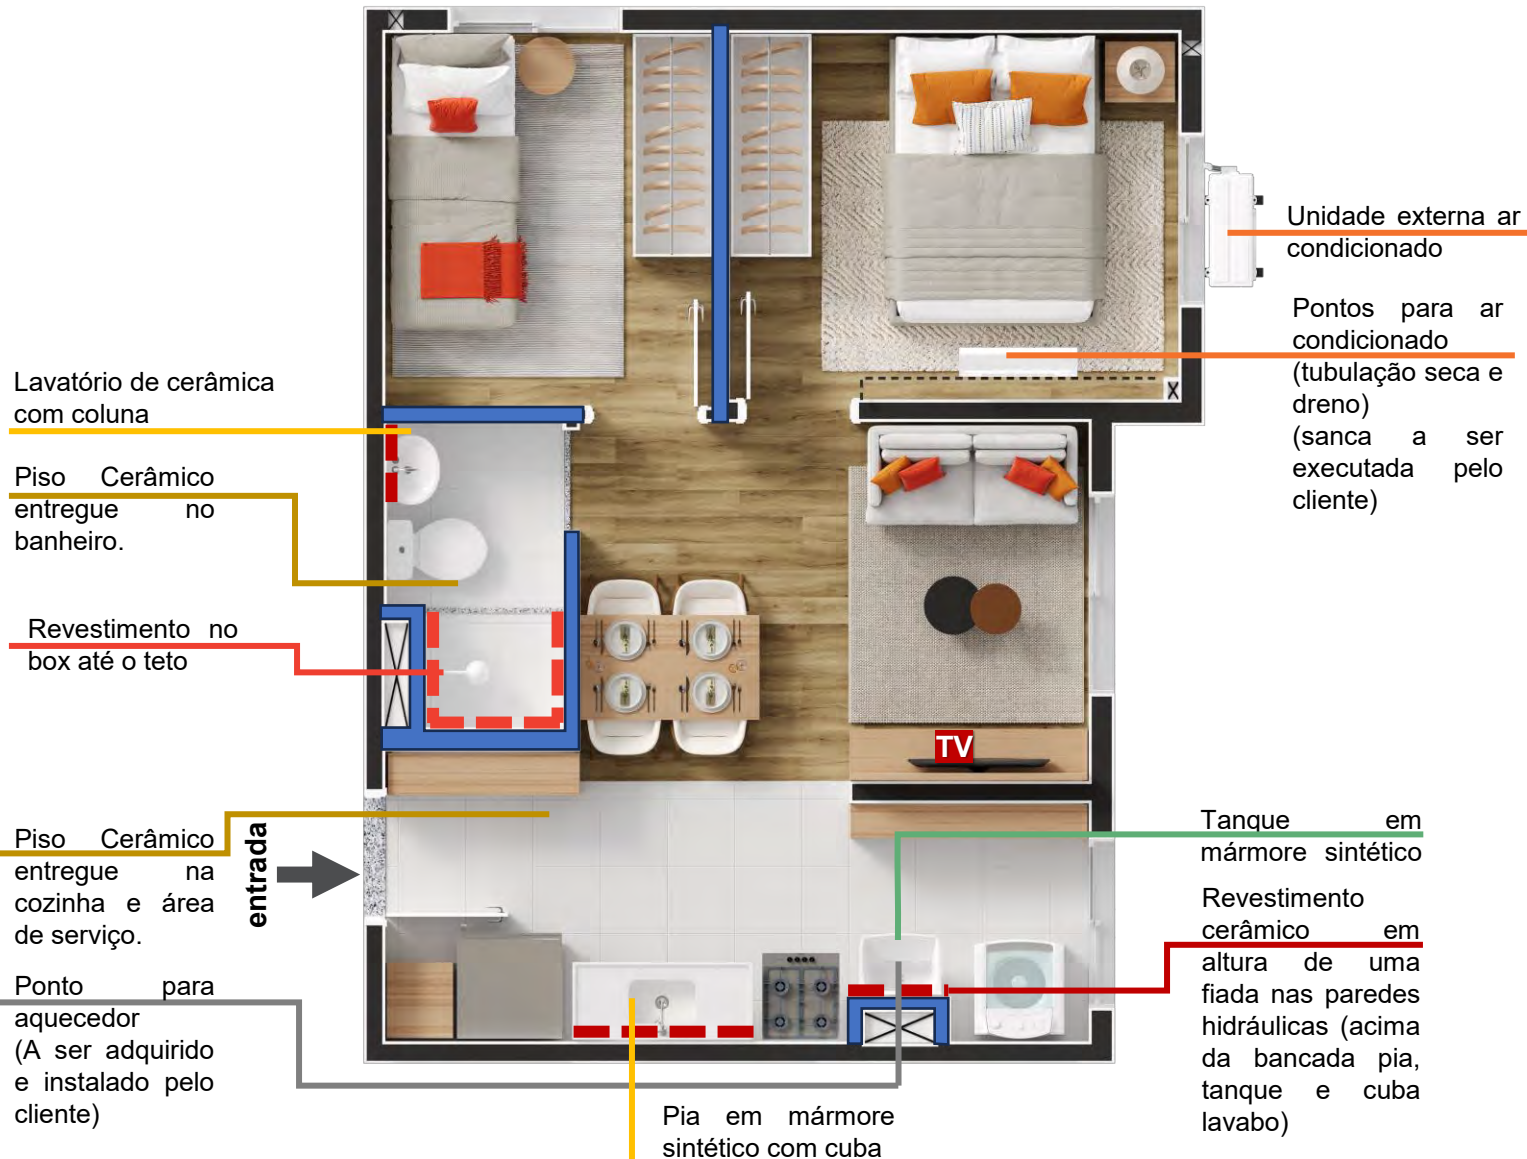 Unidade externa ar
condicionado
Pontos para ar
condicionado
(tubulação seca e
dreno)
(sanca a ser
executada pelo
cliente)
Lavatório de cerâmica
com coluna
Piso Cerâmico
entregue no
banheiro.
Revestimento no
box até o teto
TV
Piso Cerâmico
entregue na
cozinha e área
de serviço.
entrada
Ponto para
aquecedor
(A ser adquirido
e instalado pelo
cliente)
Tanque em
mármore sintético
Revestimento
cerâmico em
altura de uma
fiada nas paredes
hidráulicas (acima
da bancada pia,
tanque e cuba
lavabo)
Pia em mármore
sintético com cuba